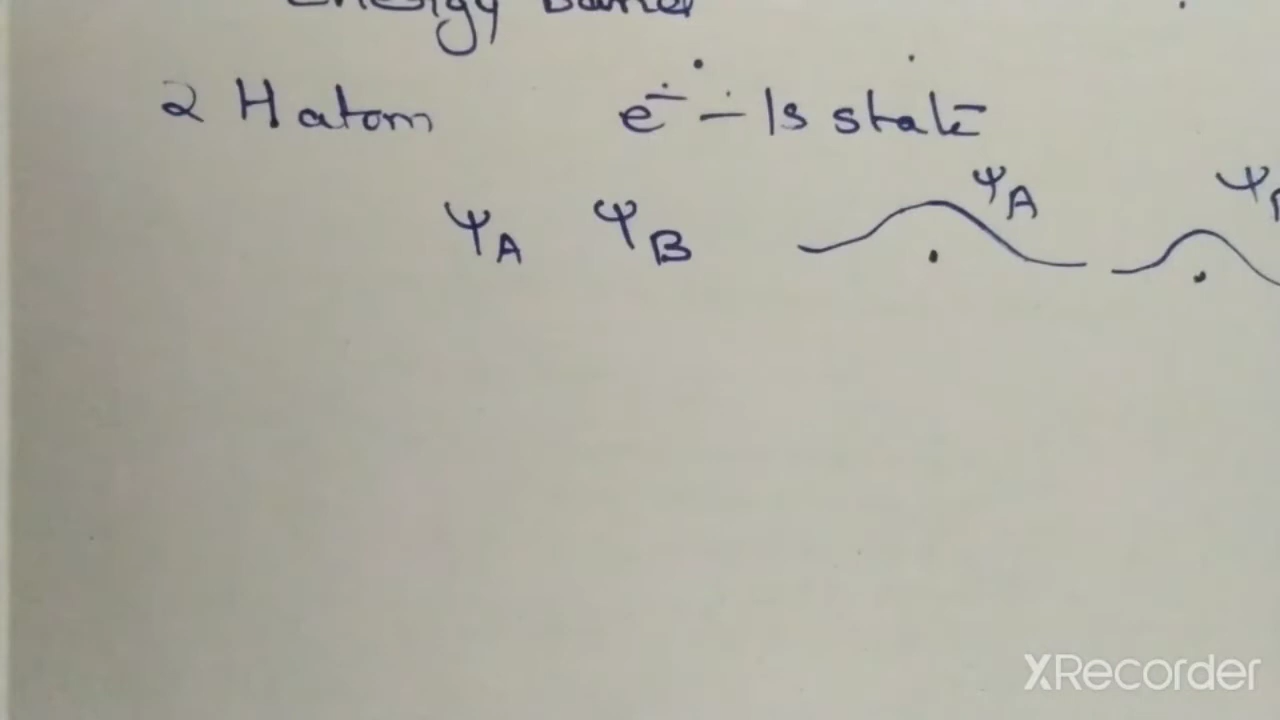 2 H atom e⁻ – 1s state
ψA ψB ψA
XRecorder